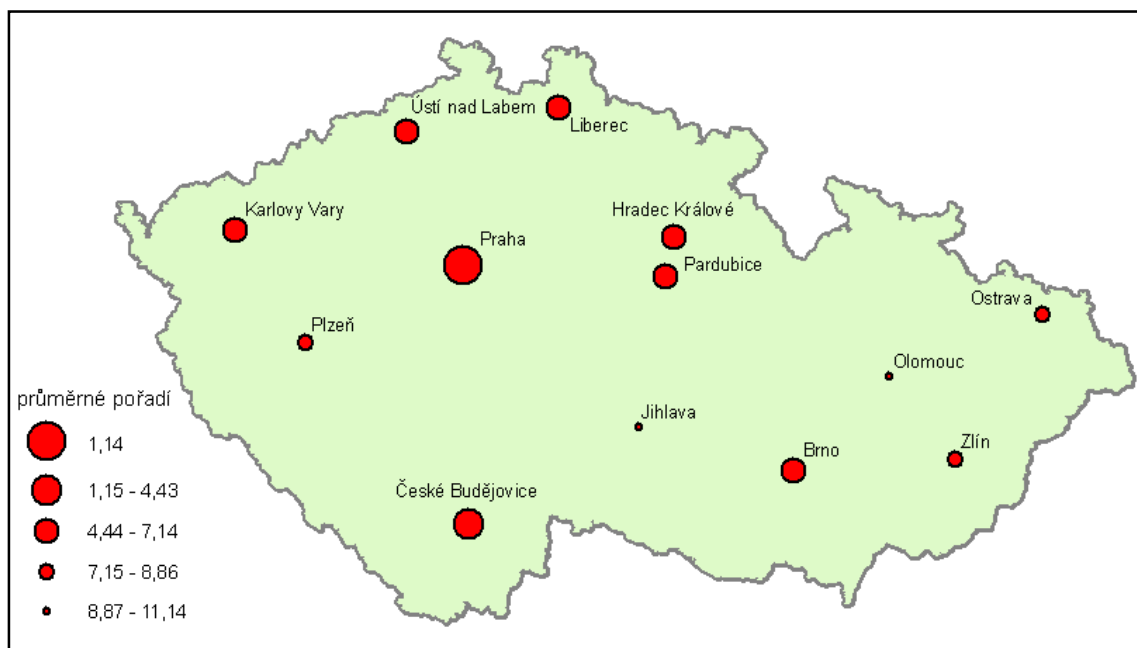 Ústí nad Labem
Liberec
Karlovy Vary
Hradec Králové
Praha
Pardubice
Ostrava
Plzeň
Olomouc
Jihlava
Brno
Zlín
České Budějovice
průměrné pořadí
1,14
1,15 - 4,43
4,44 - 7,14
7,15 - 8,86
8,87 - 11,14